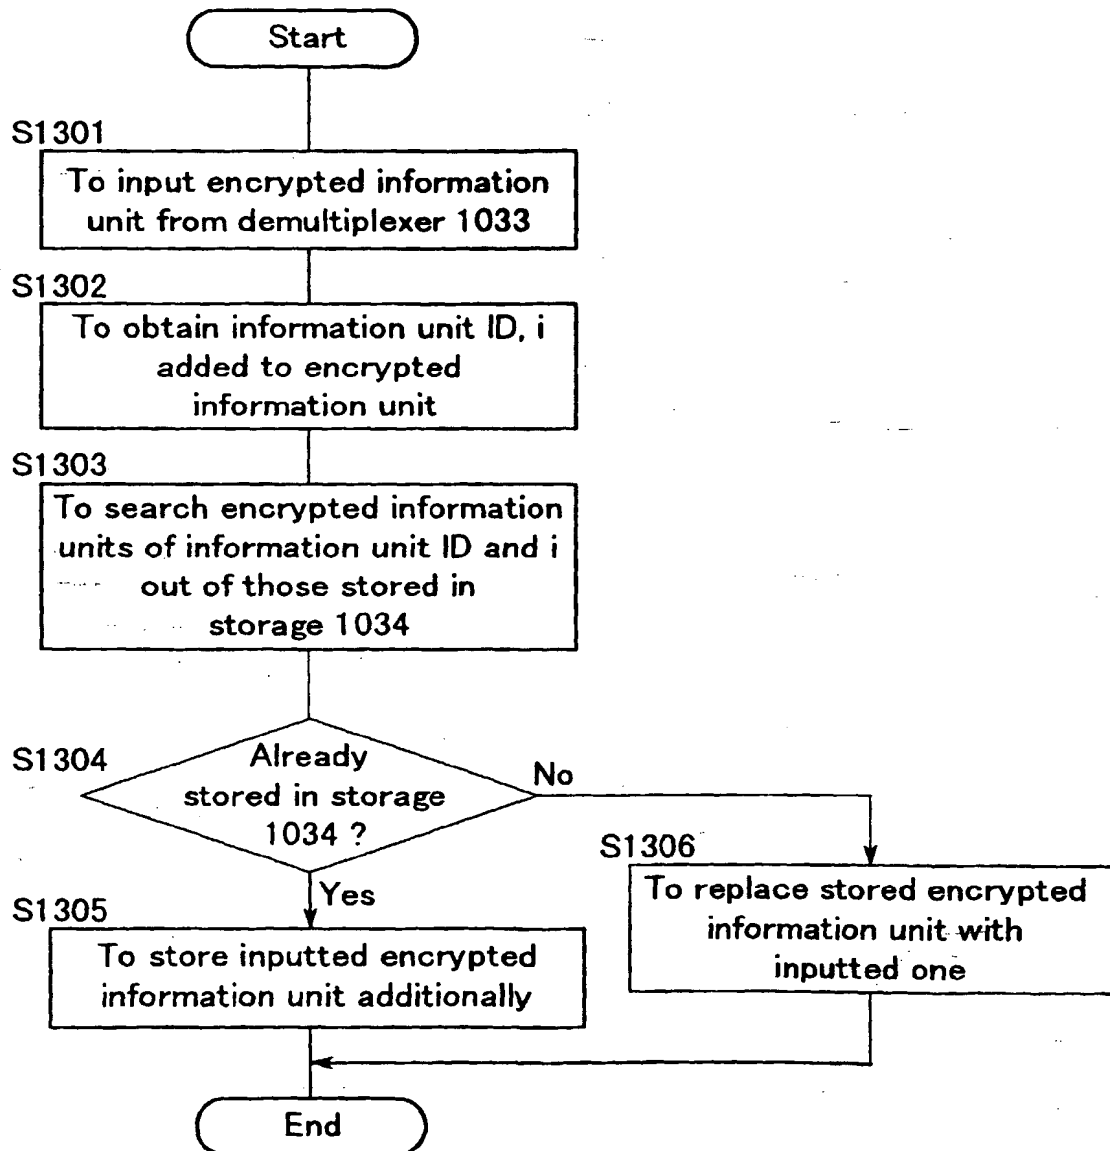 Start
S1301
To input encrypted information
unit from demultiplexer 1033
S1302
To obtain information unit ID, i
added to encrypted
information unit
S1303
To search encrypted information
units of information unit ID and i
out of those stored in
storage 1034
S1304
Already
stored in storage
1034 ?
No
Yes
S1305
To store inputted encrypted
information unit additionally
S1306
To replace stored encrypted
information unit with
inputted one
End